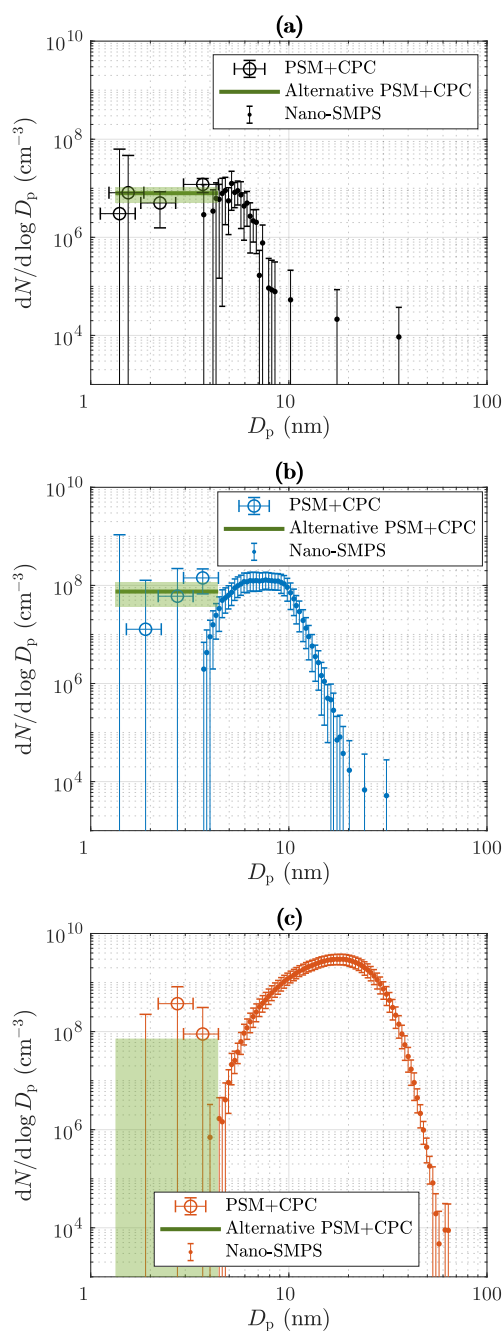 (a)
10^10
10^8
10^6
10^4
dN/d log D_p (cm^−3)
PSM+CPC
Alternative PSM+CPC
Nano-SMPS
1
10
100
D_p (nm)
(b)
10^10
10^8
10^6
10^4
dN/d log D_p (cm^−3)
PSM+CPC
Alternative PSM+CPC
Nano-SMPS
1
10
100
D_p (nm)
(c)
10^10
10^8
10^6
10^4
dN/d log D_p (cm^−3)
PSM+CPC
Alternative PSM+CPC
Nano-SMPS
1
10
100
D_p (nm)